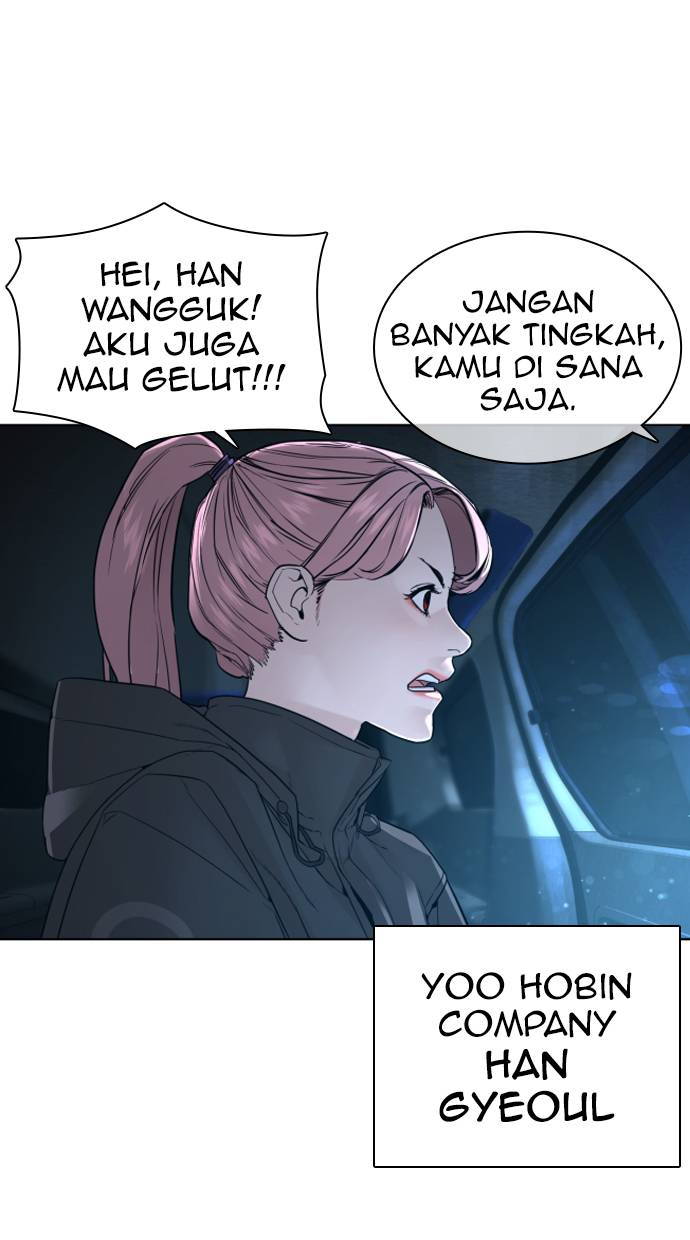 HEI, HAN
WANGGUK!
AKU JUGA
MAU GELUT!!!
JANGAN
BANYAK TINGKAH,
KAMU DI SANA
SAJA.
YOO HOBIN
COMPANY
HAN
GYEOUL